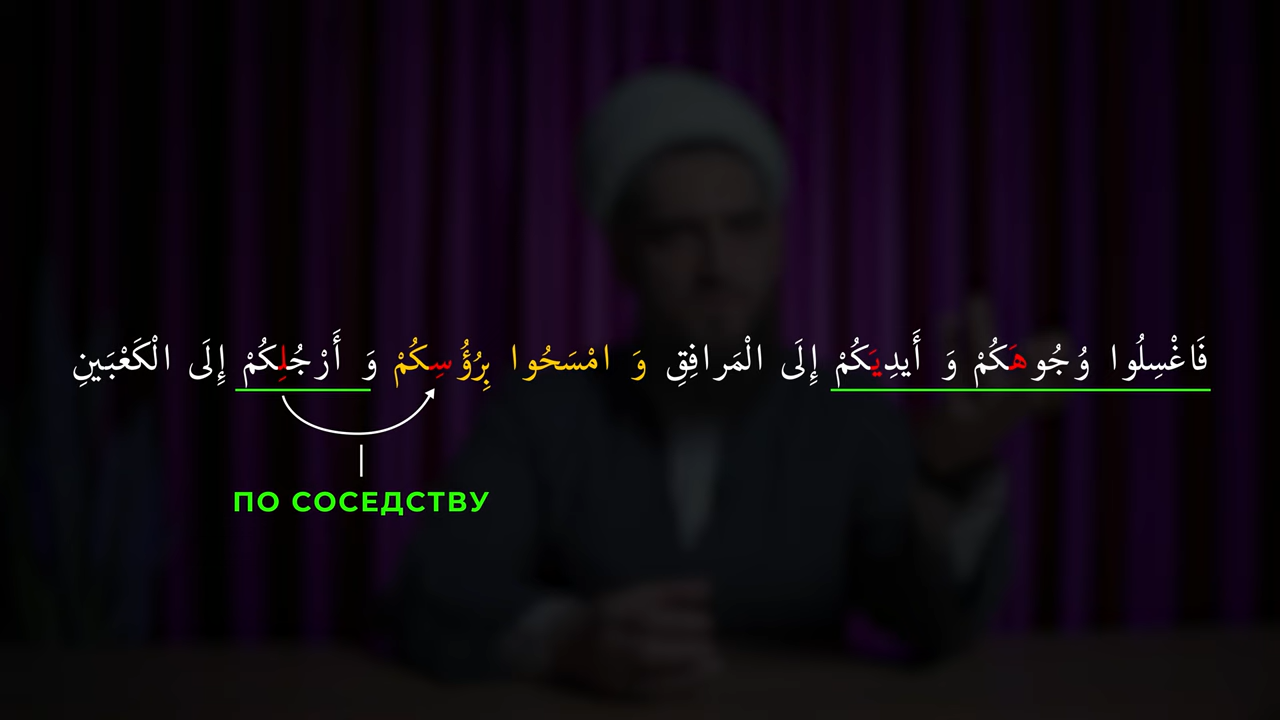 فَاغْسِلُوا وُجُوهَكُمْ وَ أَيدِيَكُمْ إِلَى الْمَرافِقِ وَ امْسَحُوا بِرُؤُسِكُمْ وَ أَرْجُلِكُمْ إِلَى الْكَعْبَينِ
ПО СОСЕДСТВУ